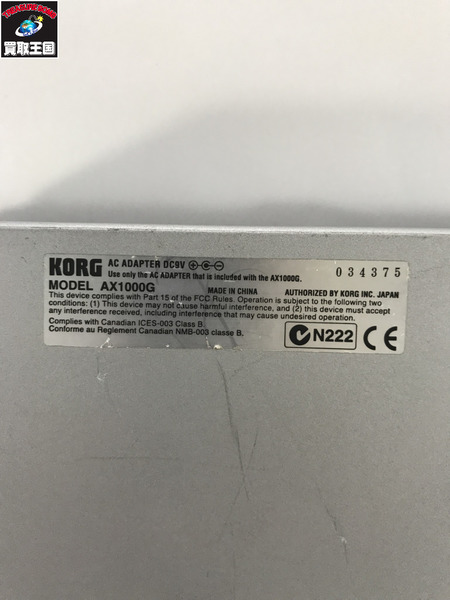 TREASURE KINGDOM
買取王国
KORG AC ADAPTER DC9V
Use only the AC ADAPTER that is included with the AX1000G.
034375
MODEL AX1000G MADE IN CHINA AUTHORIZED BY KORG INC. JAPAN
This device complies with Part 15 of the FCC Rules. Operation is subject to the following two
conditions: (1) This device may not cause harmful interference, and (2) this device must accept
any interference received, including interference that may cause undesired operation.
Complies with Canadian ICES-003 Class B.
Conforme au Reglement Canadian NMB-003 classe B.
N222 CE